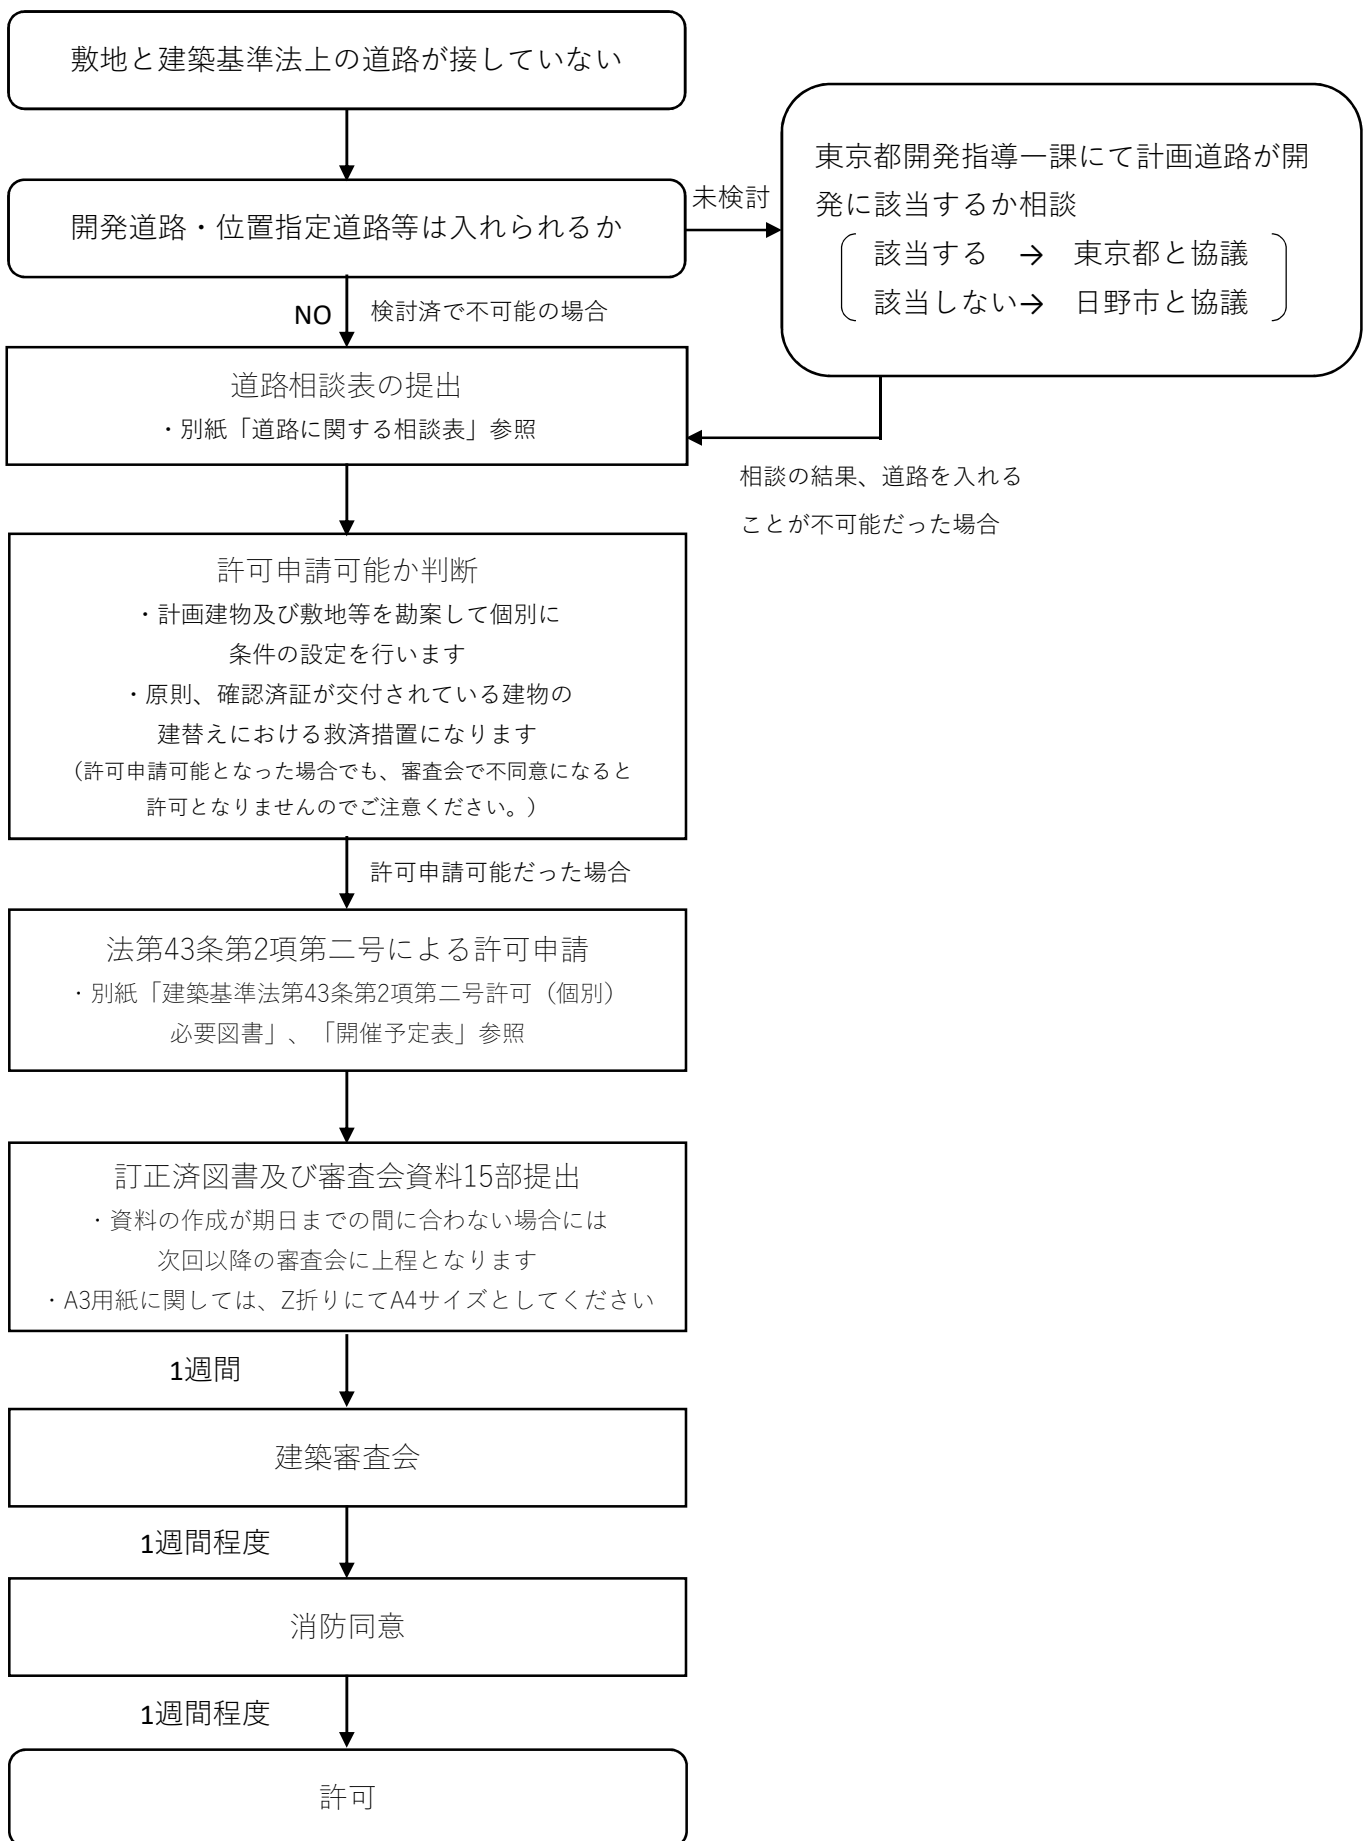 敷地と建築基準法上の道路が接していない
開発道路・位置指定道路等は入れられるか
未検討
東京都開発指導一課にて計画道路が開
発に該当するか相談
該当する → 東京都と協議
該当しない→ 日野市と協議
NO 検討済で不可能の場合
道路相談表の提出
・別紙「道路に関する相談表」参照
相談の結果、道路を入れる
ことが不可能だった場合
許可申請可能か判断
・計画建物及び敷地等を勘案して個別に
条件の設定を行います
・原則、確認済証が交付されている建物の
建替えにおける救済措置になります
（許可申請可能となった場合でも、審査会で不同意になると
許可となりませんのでご注意ください。）
許可申請可能だった場合
法第43条第2項第二号による許可申請
・別紙「建築基準法第43条第2項第二号許可（個別）
必要図書」、「開催予定表」参照
訂正済図書及び審査会資料15部提出
・資料の作成が期日までの間に合わない場合には
次回以降の審査会に上程となります
・A3用紙に関しては、Z折りにてA4サイズとしてください
1週間
建築審査会
1週間程度
消防同意
1週間程度
許可